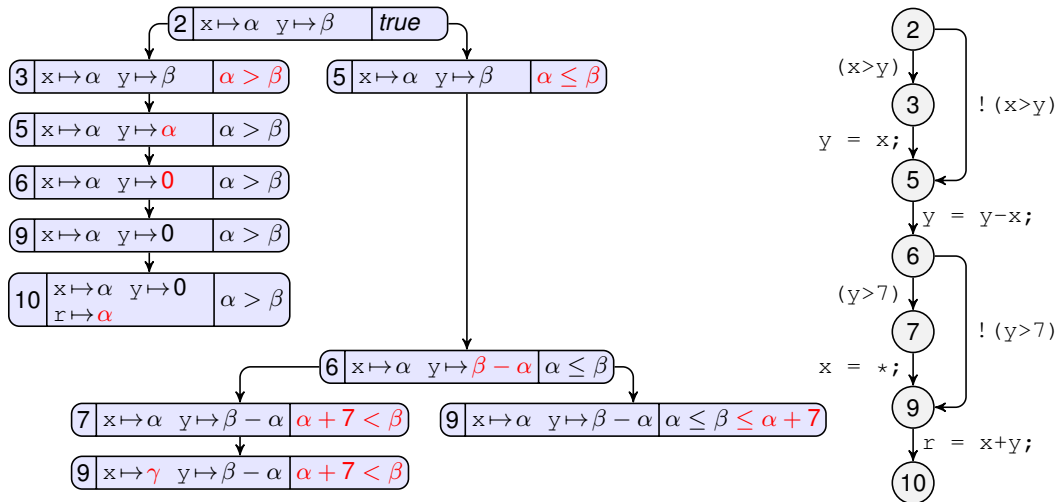 2 x↦α y↦β true
3 x↦α y↦β α > β
5 x↦α y↦β α ≤ β
5 x↦α y↦α α > β
6 x↦α y↦0 α > β
9 x↦α y↦0 α > β
10 x↦α y↦0 α > β
r↦α
6 x↦α y↦β − α α ≤ β
7 x↦α y↦β − α α + 7 < β
9 x↦α y↦β − α α ≤ β ≤ α + 7
9 x↦γ y↦β − α α + 7 < β
2
(x>y)
3
!(x>y)
y = x;
5
y = y-x;
6
(y>7)
7
!(y>7)
x = *;
9
r = x+y;
10